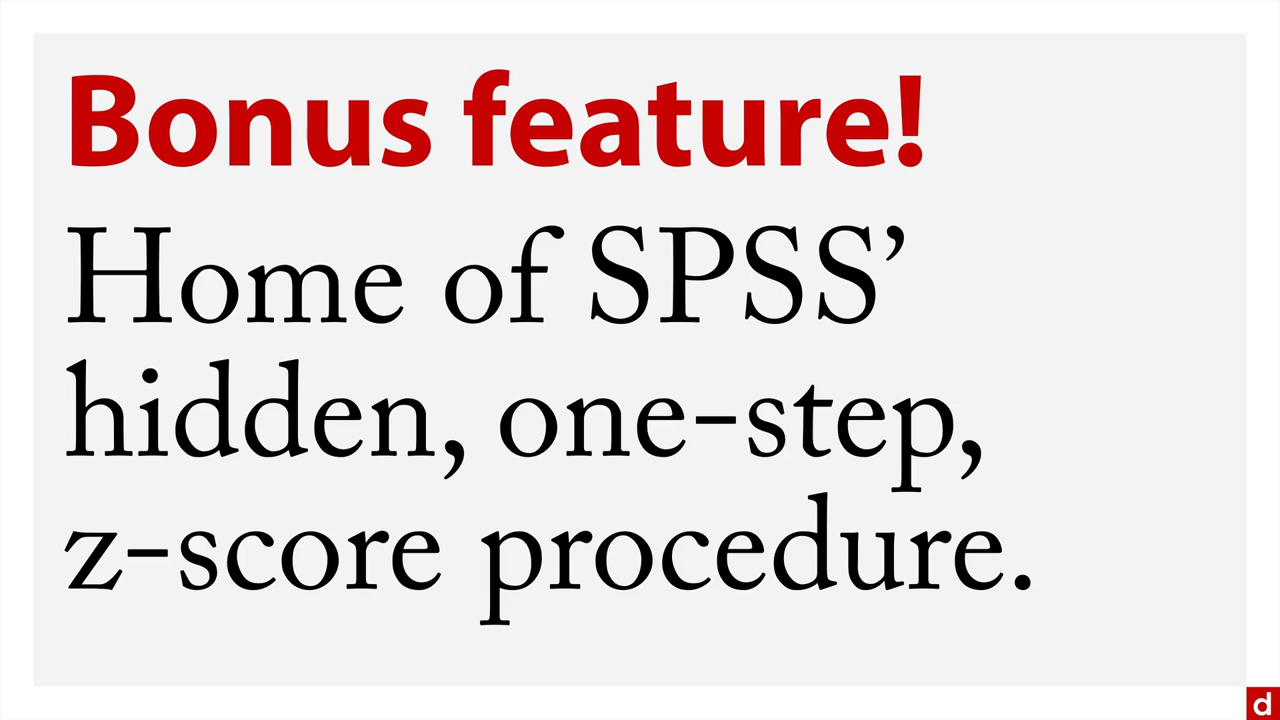 Bonus feature!
Home of SPSS’
hidden, one-step,
z-score procedure.
d